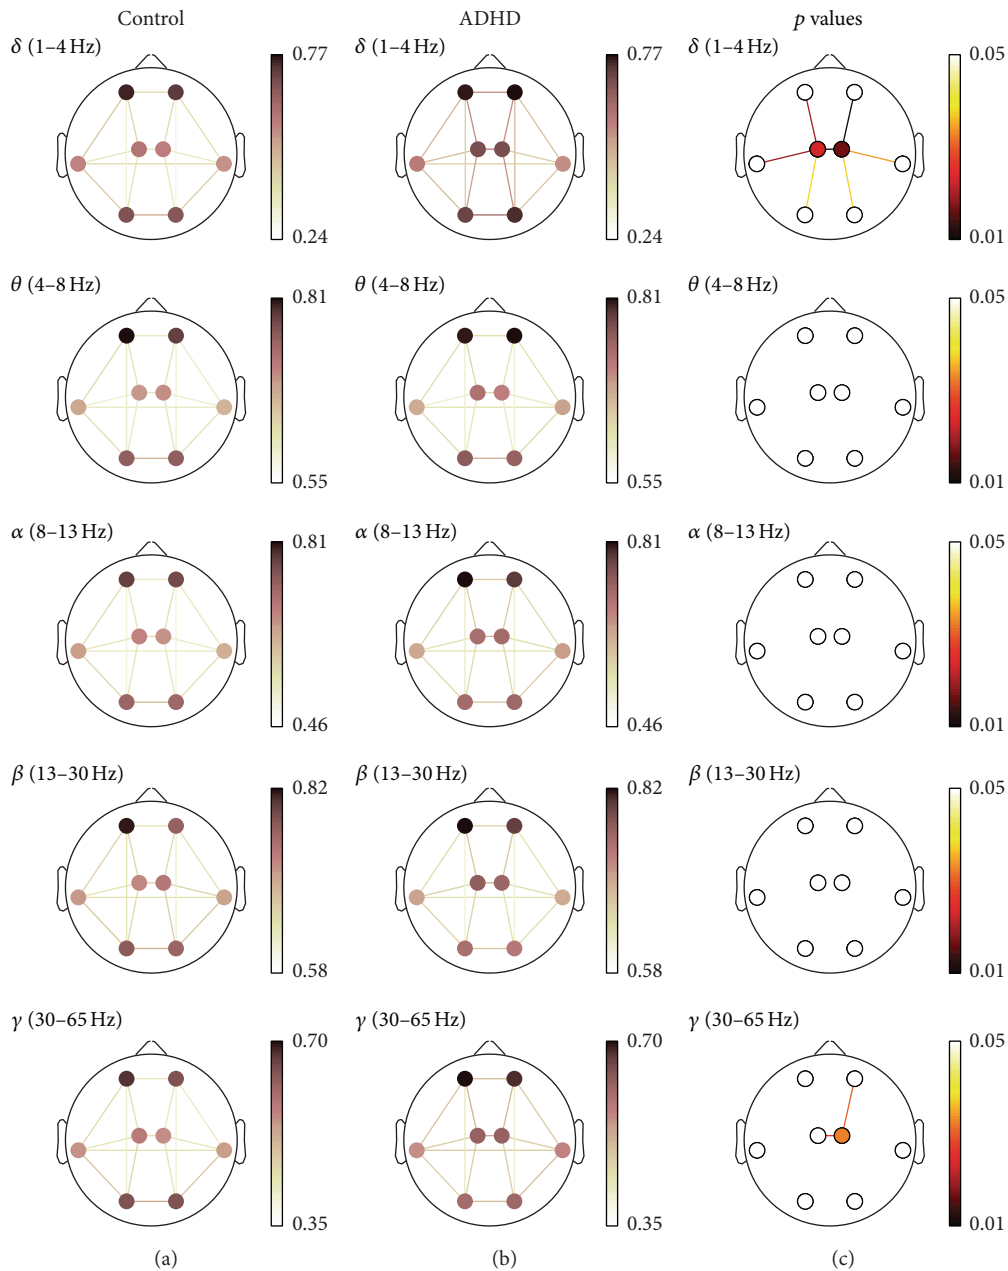 Control ADHD p values
δ (1–4 Hz) 0.77 δ (1–4 Hz) 0.77 δ (1–4 Hz) 0.05
0.24 0.24 0.01
θ (4–8 Hz) 0.81 θ (4–8 Hz) 0.81 θ (4–8 Hz) 0.05
0.55 0.55 0.01
α (8–13 Hz) 0.81 α (8–13 Hz) 0.81 α (8–13 Hz) 0.05
0.46 0.46 0.01
β (13–30 Hz) 0.82 β (13–30 Hz) 0.82 β (13–30 Hz) 0.05
0.58 0.58 0.01
γ (30–65 Hz) 0.70 γ (30–65 Hz) 0.70 γ (30–65 Hz) 0.05
0.35 0.35 0.01
(a) (b) (c)